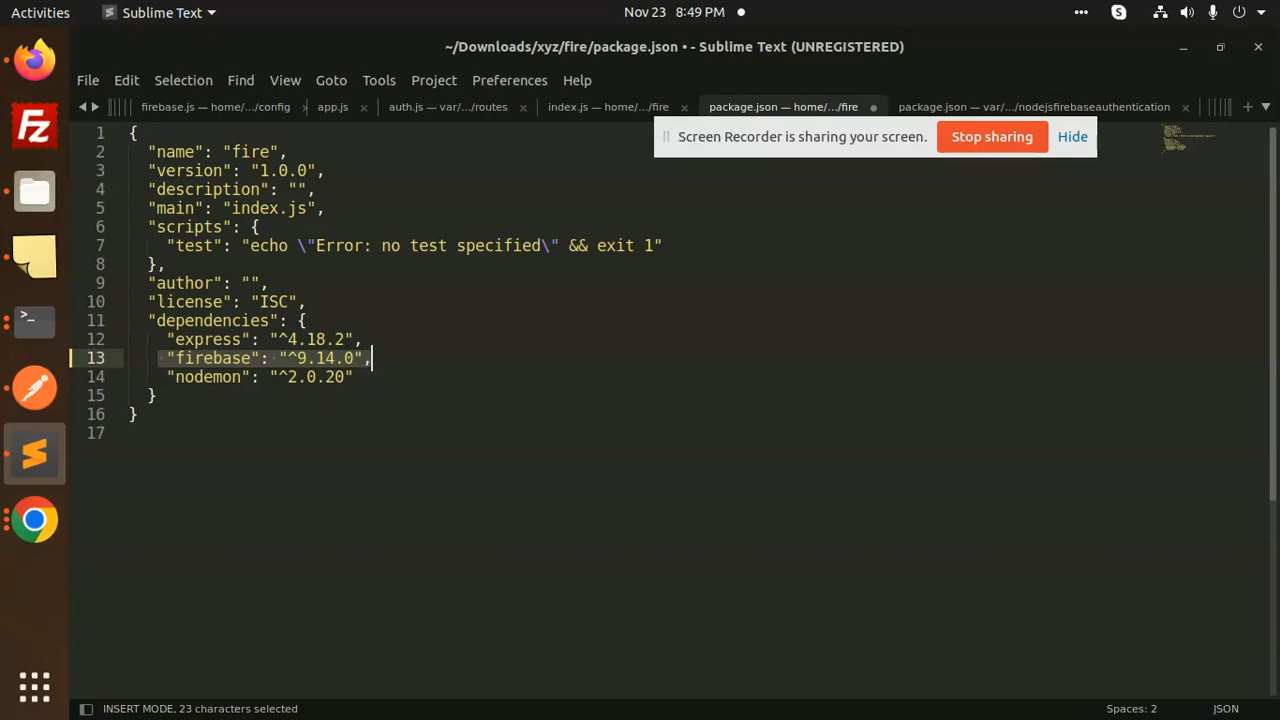 Activities
Sublime Text
Nov 23 8:49 PM
~/Downloads/xyz/fire/package.json • - Sublime Text (UNREGISTERED)
File Edit Selection Find View Goto Tools Project Preferences Help
firebase.js — home/.../config
app.js
auth.js — var/.../routes
index.js — home/.../fire
package.json — home/.../fire
package.json — var/.../nodejsfirebaseauthentication
Screen Recorder is sharing your screen. Stop sharing Hide
1 {
2 "name": "fire",
3 "version": "1.0.0",
4 "description": "",
5 "main": "index.js",
6 "scripts": {
7 "test": "echo \"Error: no test specified\" && exit 1"
8 },
9 "author": "",
10 "license": "ISC",
11 "dependencies": {
12 "express": "^4.18.2",
13 "firebase": "^9.14.0",
14 "nodemon": "^2.0.20"
15 }
16 }
17
INSERT MODE, 23 characters selected
Spaces: 2
JSON